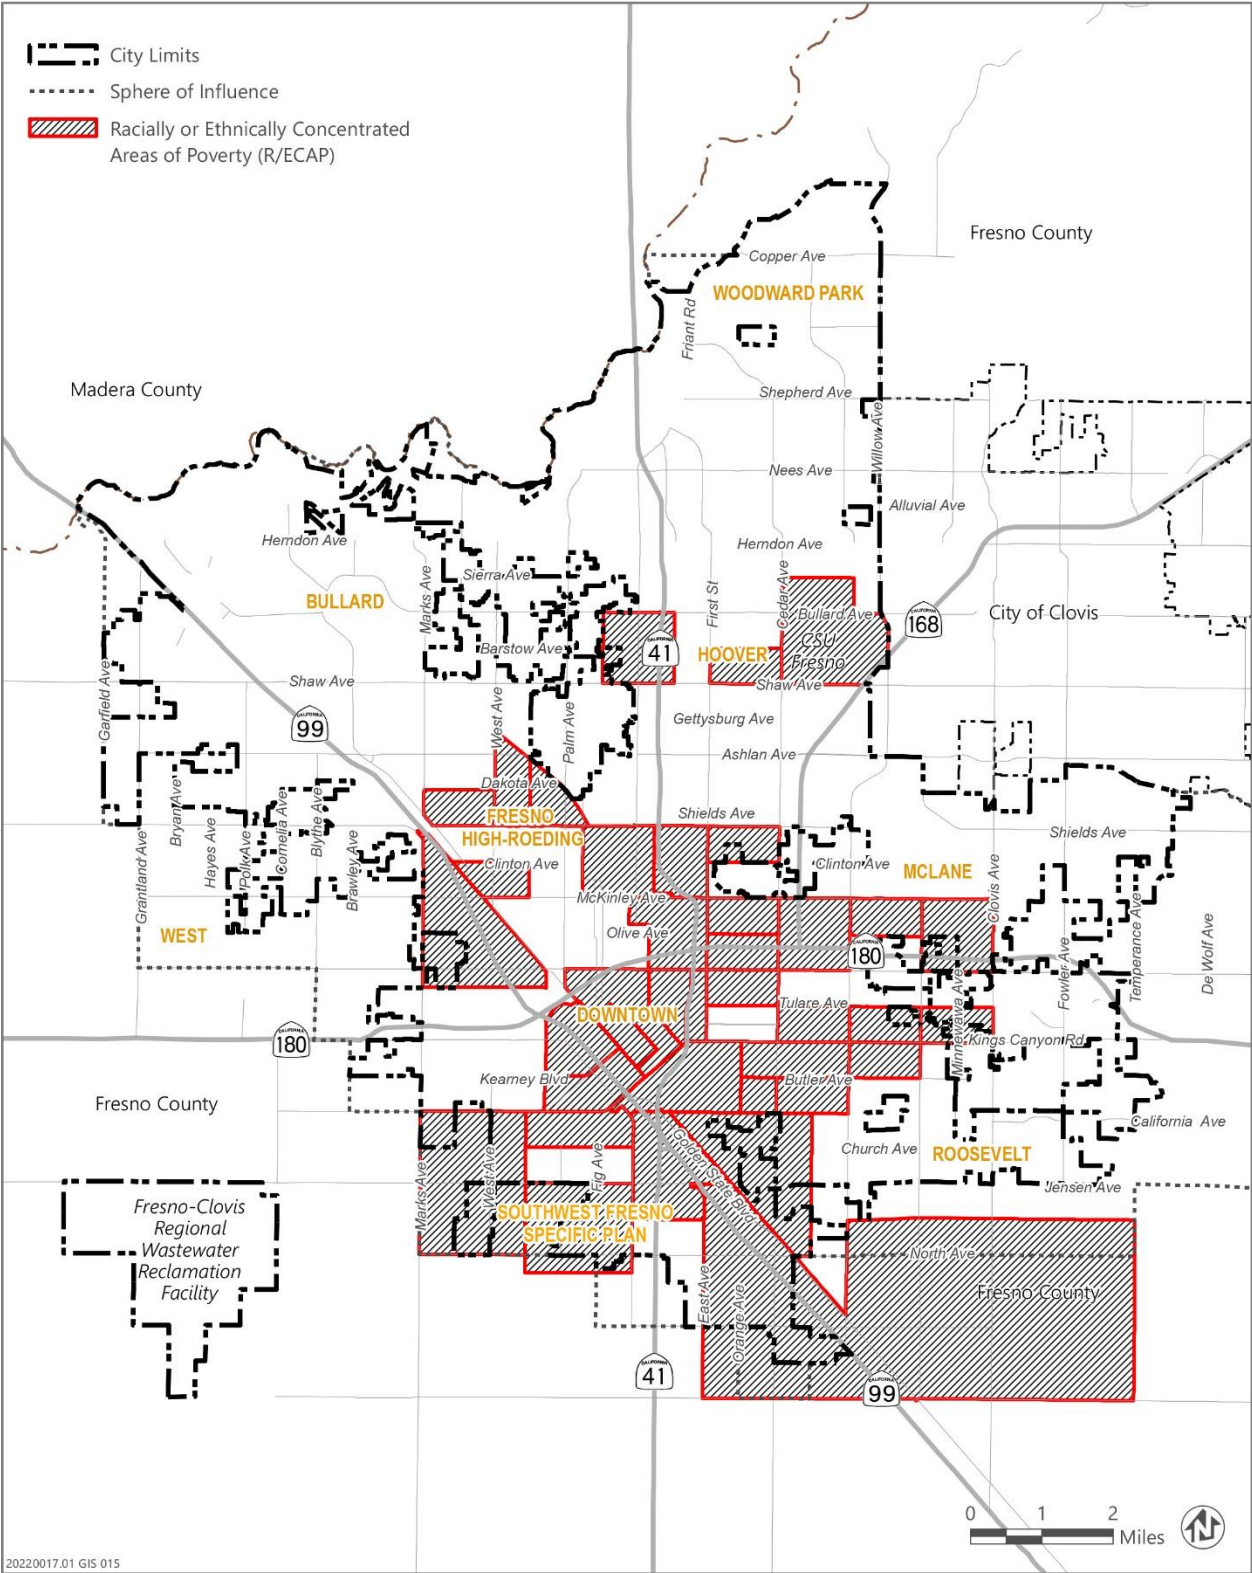 City Limits
Sphere of Influence
Racially or Ethnically Concentrated
Areas of Poverty (R/ECAP)
Fresno County
Copper Ave
WOODWARD PARK
Friant Rd
Madera County
Shepherd Ave
Willow Ave
Nees Ave
Alluvial Ave
Herndon Ave
Herndon Ave
Sierra Ave
Marks Ave
First St
Cedar Ave
BULLARD
Bullard Ave
City of Clovis
CALIFORNIA
168
CSU
Fresno
Barstow Ave
CALIFORNIA
41
HOOVER
Shaw Ave
Shaw Ave
Garfield Ave
West Ave
Palm Ave
Gettysburg Ave
CALIFORNIA
99
Ashlan Ave
Dakota Ave
FRESNO
HIGH-ROEDING
Shields Ave
Shields Ave
Bryan Ave
Hayes Ave
Polk Ave
Cornelia Ave
Blythe Ave
Brawley Ave
Grantland Ave
Clinton Ave
Clinton Ave
MCLANE
Clovis Ave
McKinley Ave
WEST
Olive Ave
CALIFORNIA
180
Fowler Ave
Temperance Ave
De Wolf Ave
Minnewawa Ave
Tulare Ave
DOWNTOWN
CALIFORNIA
180
Kings Canyon Rd
Kearney Blvd
Butler Ave
Fresno County
California Ave
Church Ave
ROOSEVELT
Golden State Blvd
Jensen Ave
Marks Ave
West Ave
Fig Ave
SOUTHWEST FRESNO
SPECIFIC PLAN
Fresno-Clovis
Regional
Wastewater
Reclamation
Facility
North Ave
East Ave
Orange Ave
Fresno County
CALIFORNIA
41
CALIFORNIA
99
0 1 2
Miles
N
20220017.01 GIS 015